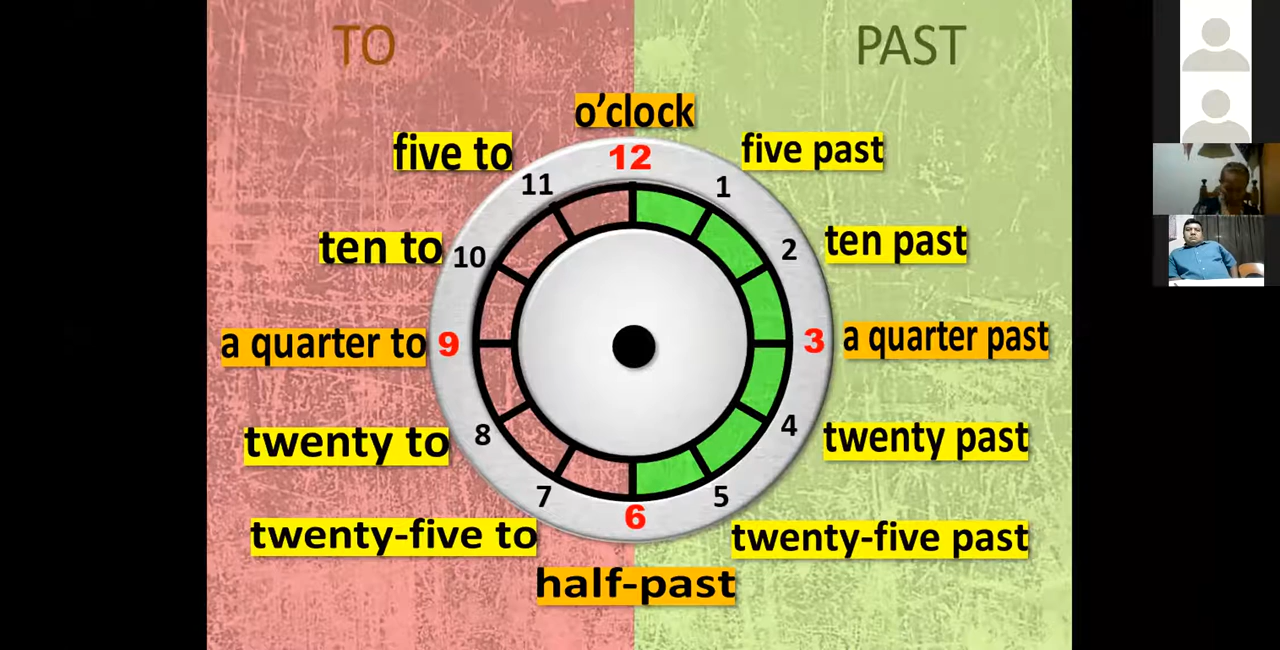 TO
PAST
o’clock
five to
12
five past
11
1
ten to
10
2
ten past
a quarter to
9
3
a quarter past
twenty to
8
4
twenty past
7
5
twenty-five to
6
twenty-five past
half-past